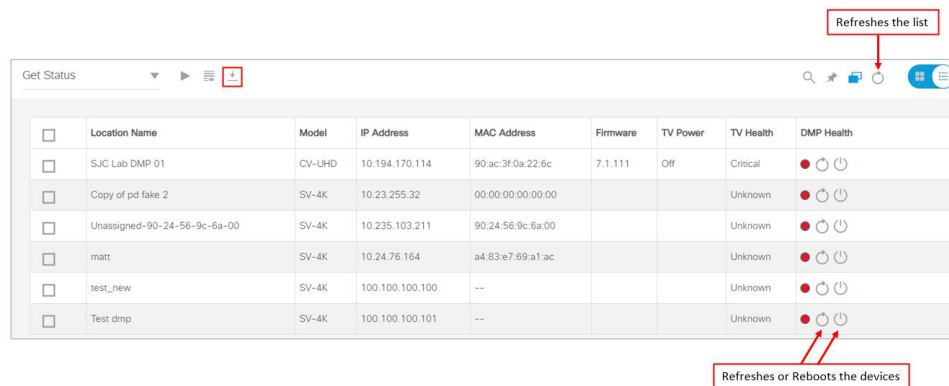 Refreshes the list
Get Status
Location Name Model IP Address MAC Address Firmware TV Power TV Health DMP Health
SJC Lab DMP 01 CV-UHD 10.194.170.114 90:ac:3f:0a:22:6c 7.1.111 Off Critical
Copy of pd fake 2 SV-4K 10.23.255.32 00:00:00:00:00:00 Unknown
Unassigned-90-24-56-9c-6a-00 SV-4K 10.235.103.211 90:24:56:9c:6a:00 Unknown
matt SV-4K 10.24.76.164 a4:83:e7:69:a1:ac Unknown
test_new SV-4K 100.100.100.100 -- Unknown
Test dmp SV-4K 100.100.100.101 -- Unknown
Refreshes or Reboots the devices